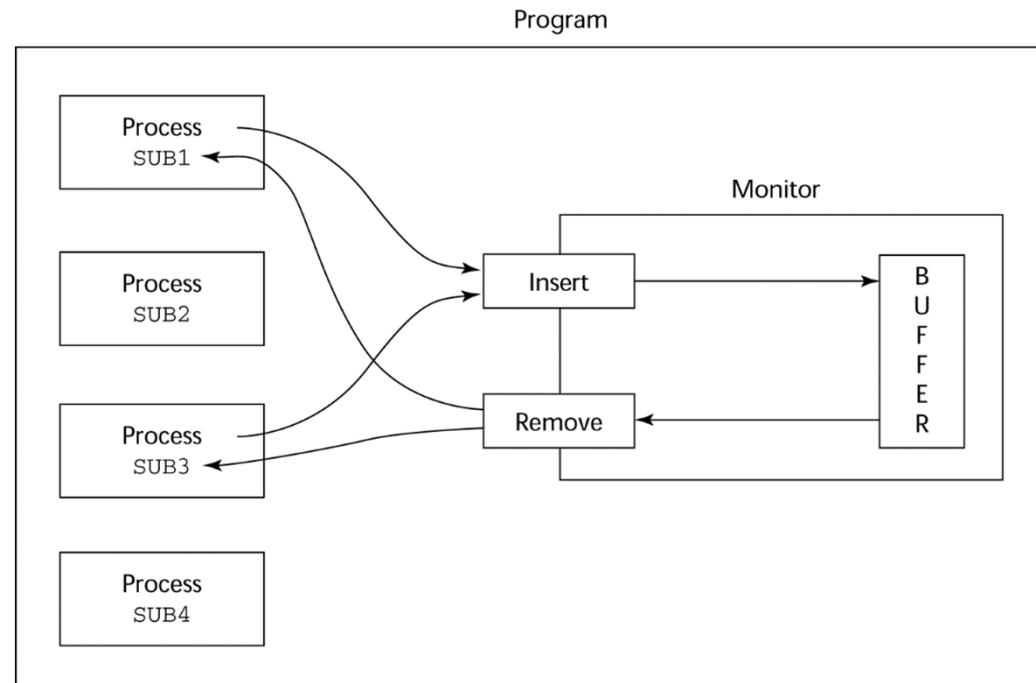 Program
Process
SUB1
Monitor
Process
SUB2
Insert
B
U
F
F
E
R
Process
SUB3
Remove
Process
SUB4